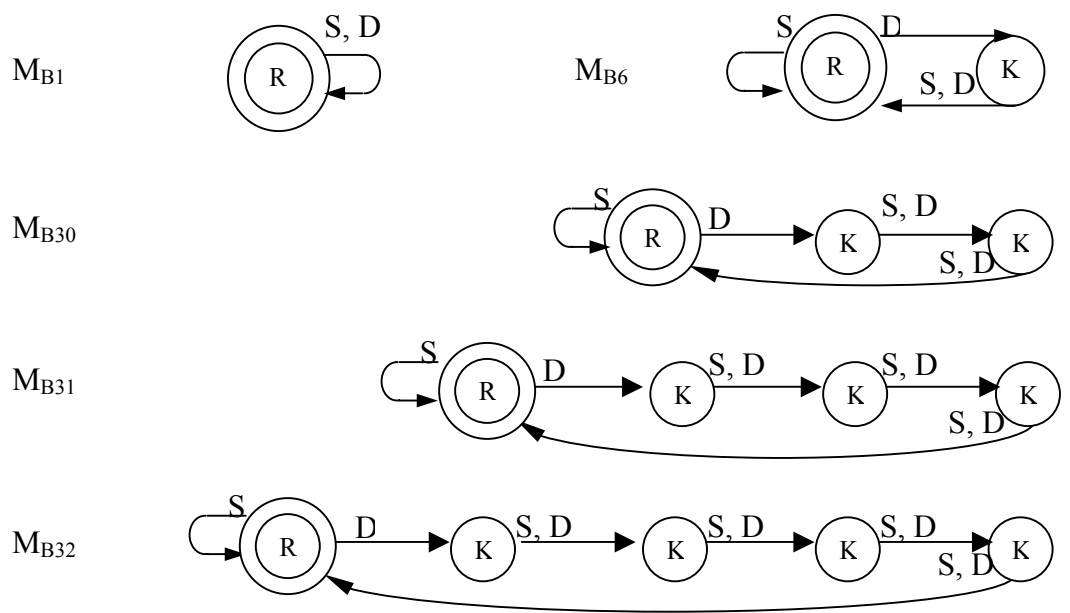 S, D
M_B1 R
S D
M_B6 R K
S, D
S
M_B30 R D K S, D K
S, D
S
M_B31 R D K S, D K S, D K
S, D
S
M_B32 R D K S, D K S, D K S, D K
S, D